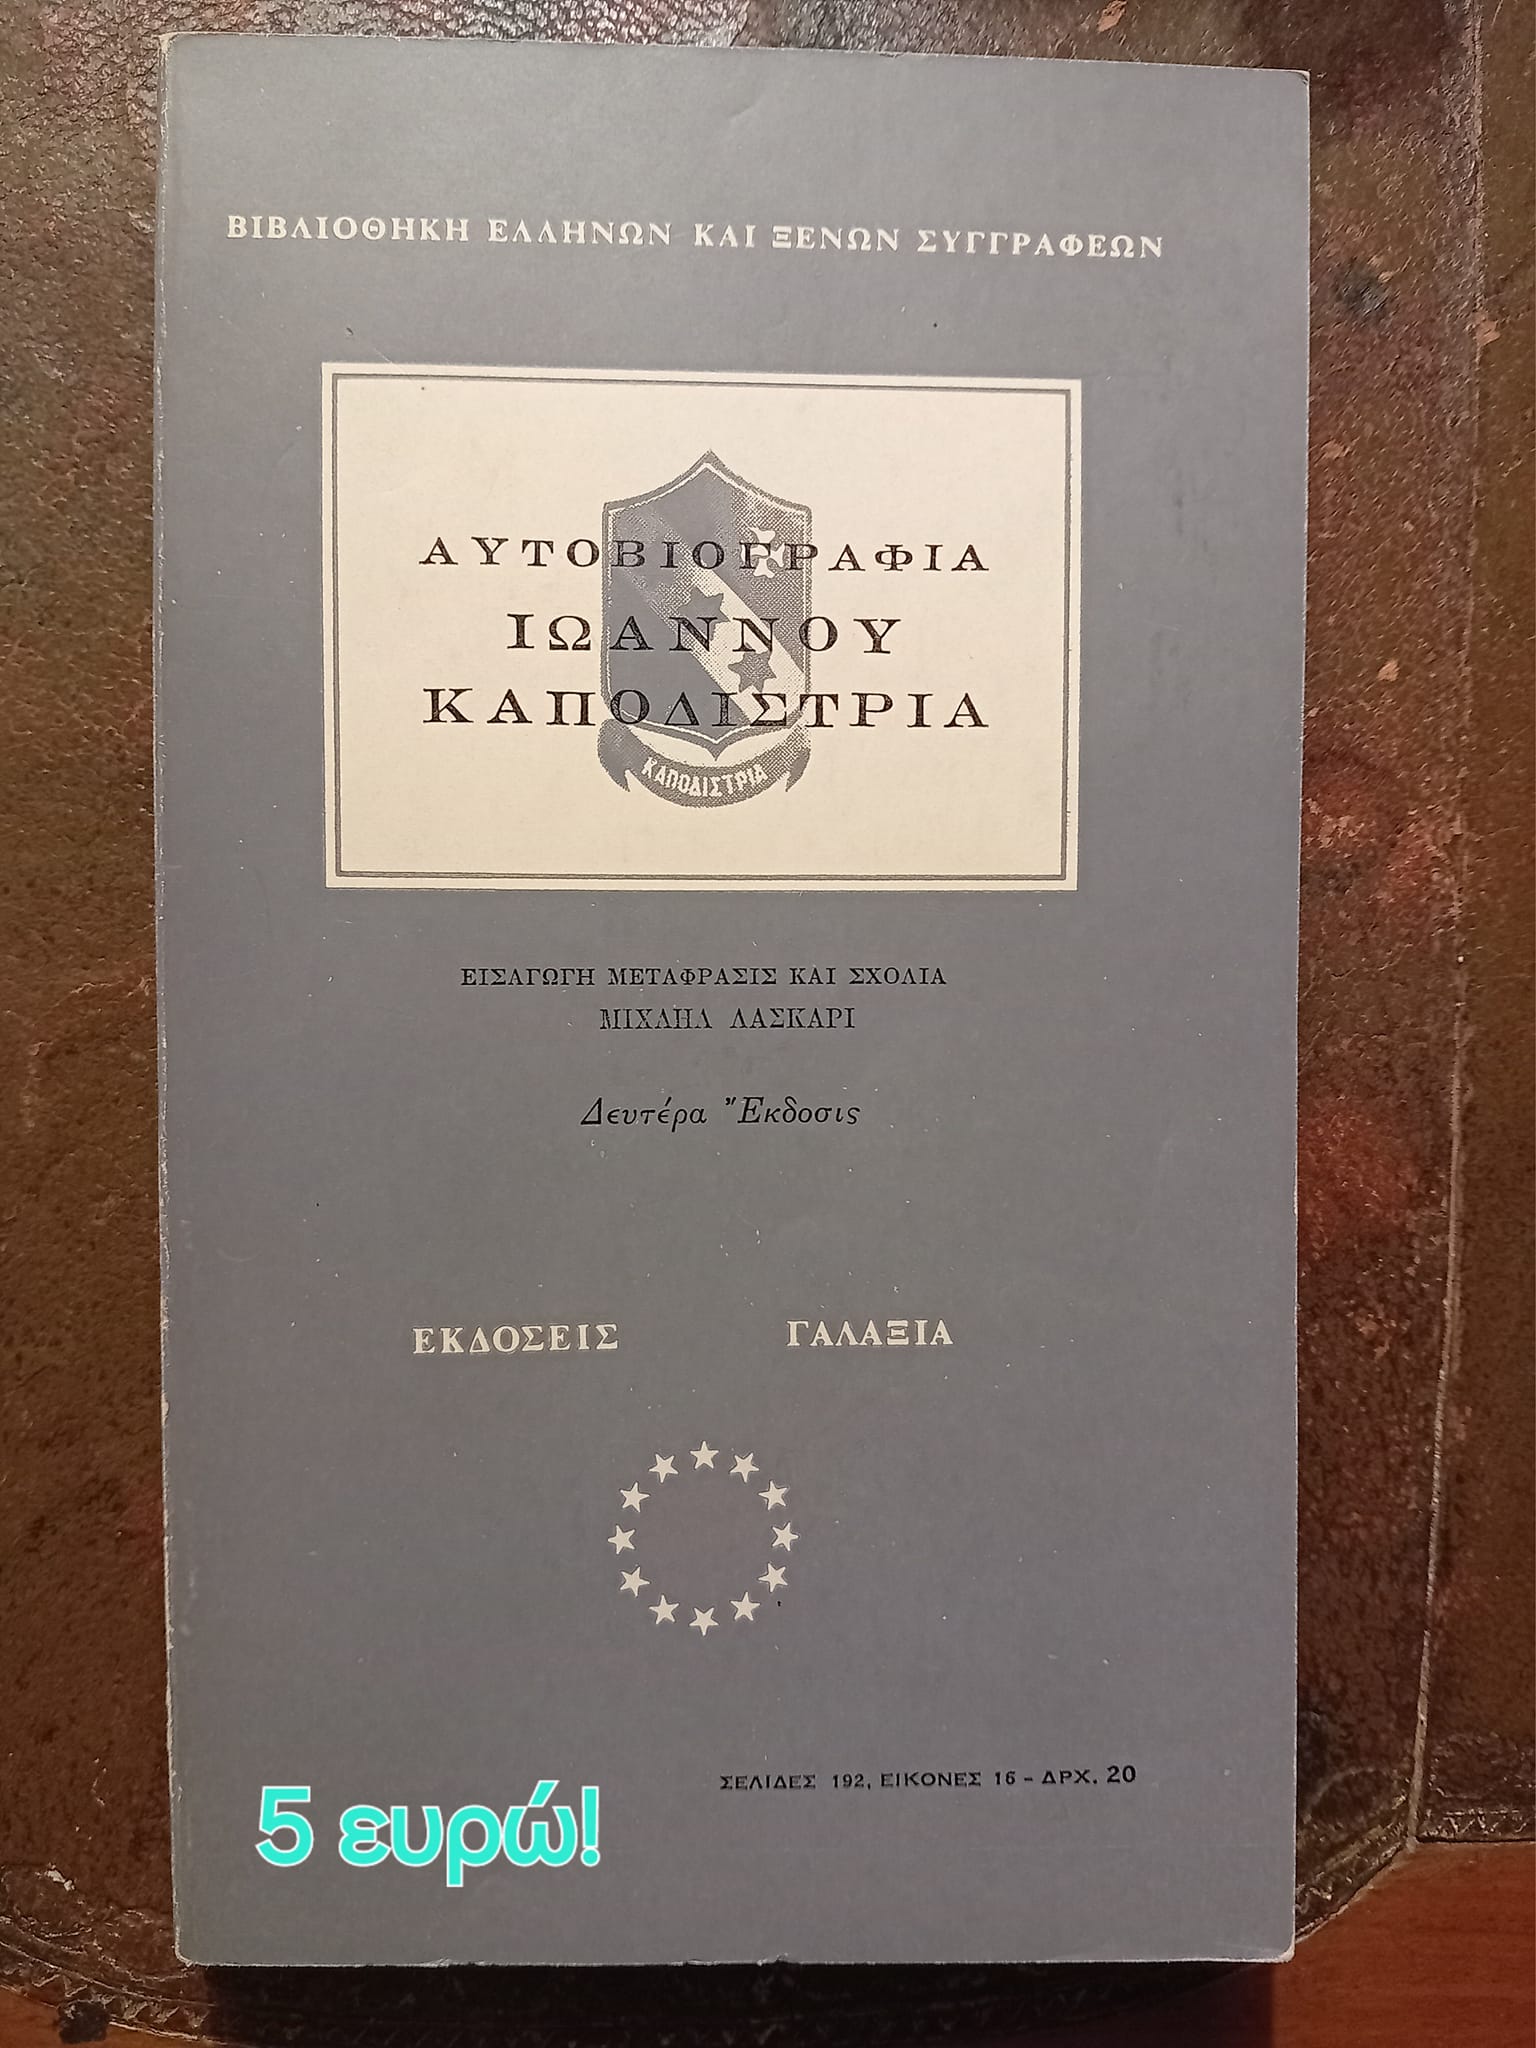 ΒΙΒΛΙΟΘΗΚΗ ΕΛΛΗΝΩΝ ΚΑΙ ΞΕΝΩΝ ΣΥΓΓΡΑΦΕΩΝ
ΑΥΤΟΒΙΟΓΡΑΦΙΑ
ΙΩΑΝΝΟΥ
ΚΑΠΟΔΙΣΤΡΙΑ
ΚΑΠΟΔΙΣΤΡΙΑ
ΕΙΣΑΓΩΓΗ ΜΕΤΑΦΡΑΣΙΣ ΚΑΙ ΣΧΟΛΙΑ
ΜΙΧΑΗΛ ΛΑΣΚΑΡΙ
Δευτέρα Ἔκδοσις
ΕΚΔΟΣΕΙΣ ΓΑΛΑΞΙΑ
ΣΕΛΙΔΕΣ 192, ΕΙΚΟΝΕΣ 16 - ΔΡΧ. 20
5 ευρώ!